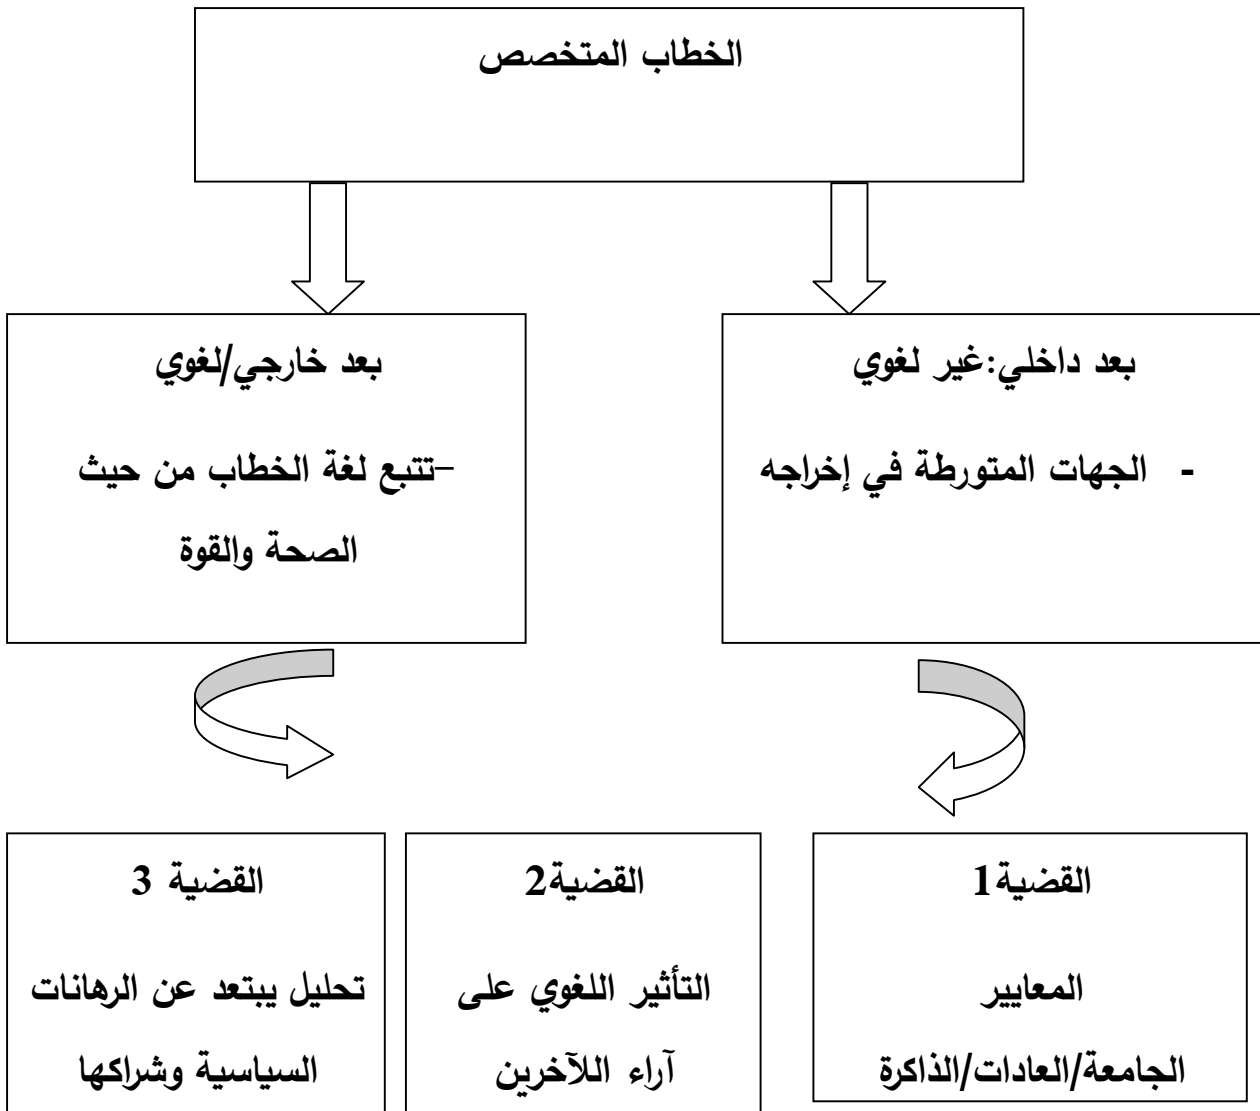 الخطاب المتخصص
بعد داخلي:غير لغوي
- الجهات المتورطة في إخراجه
بعد خارجي/لغوي
-تتبع لغة الخطاب من حيث
الصحة والقوة
القضية1
المعايير
الجامعة/العادات/الذاكرة
القضية2
التأثير اللغوي على
آراء اللآخرين
القضية 3
تحليل يبتعد عن الرهانات
السياسية وشراكها